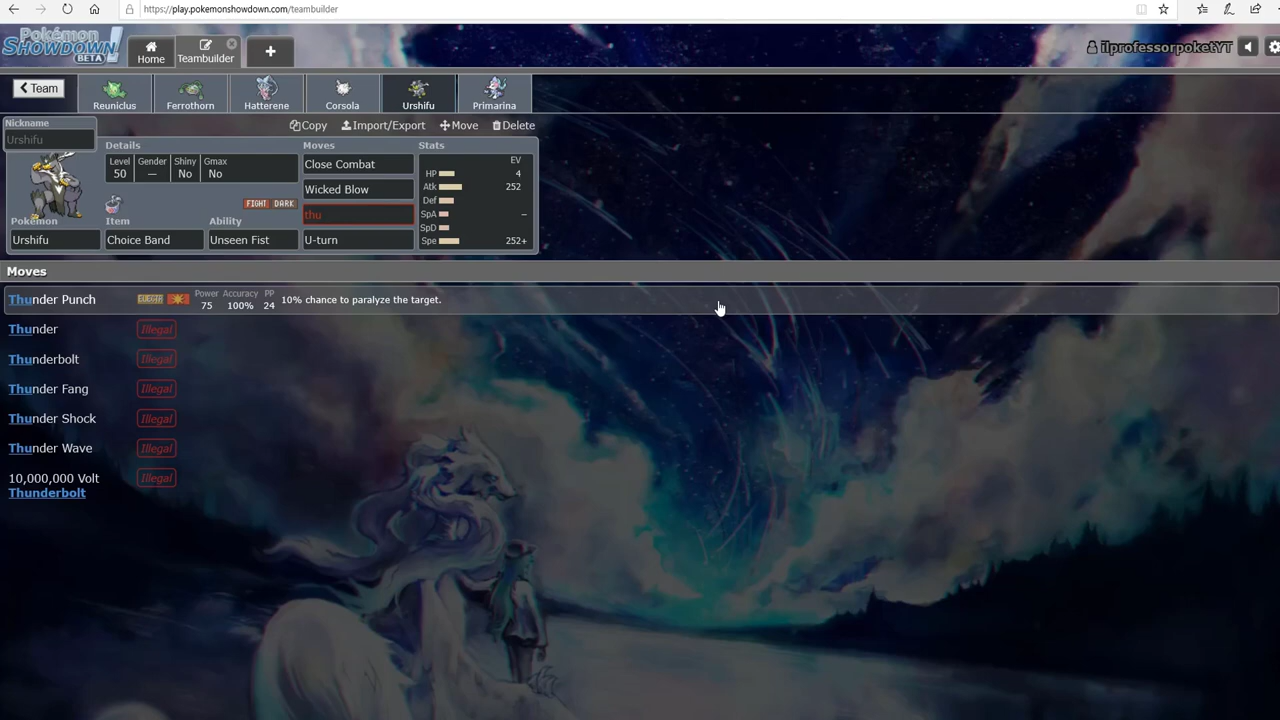 https://play.pokemonshowdown.com/teambuilder
Pokémon
SHOWDOWN!
BETA
Home
Teambuilder
ilprofessorpoketYT
Team
Reuniclus
Ferrothorn
Hatterene
Corsola
Urshifu
Primarina
Copy
Import/Export
Move
Delete
Nickname
Urshifu
Details
Level
50
Gender
—
Shiny
No
Gmax
No
FIGHT
DARK
Pokémon
Urshifu
Item
Choice Band
Ability
Unseen Fist
Moves
Close Combat
Wicked Blow
thu
U-turn
Stats
EV
HP 4
Atk 252
Def
SpA –
SpD
Spe 252+
Moves
Thunder Punch
ELECTR
Power
75
Accuracy
100%
PP
24
10% chance to paralyze the target.
Thunder Illegal
Thunderbolt Illegal
Thunder Fang Illegal
Thunder Shock Illegal
Thunder Wave Illegal
10,000,000 Volt Illegal
Thunderbolt